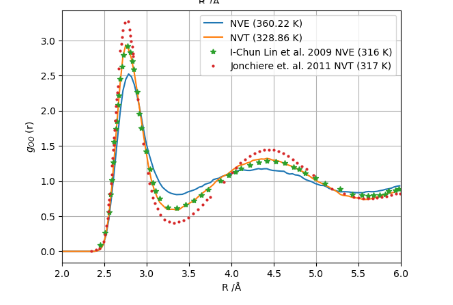 R /Å
NVE (360.22 K)
NVT (328.86 K)
I-Chun Lin et al. 2009 NVE (316 K)
Jonchiere et. al. 2011 NVT (317 K)
3.0
2.5
2.0
1.5
1.0
0.5
0.0
gOO (r)
2.0 2.5 3.0 3.5 4.0 4.5 5.0 5.5 6.0
R /Å